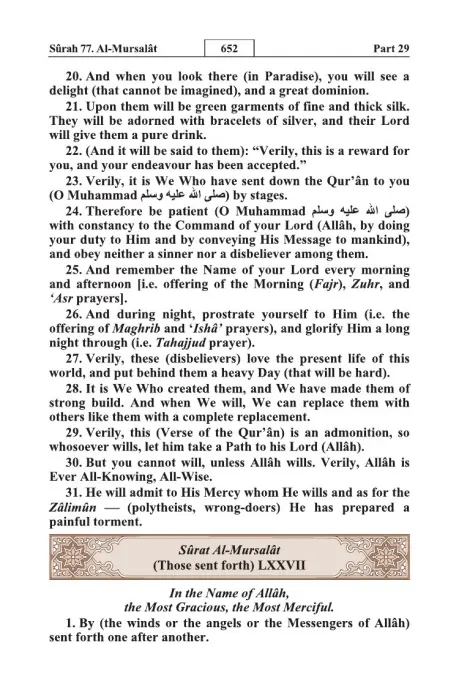 Sûrah 77. Al-Mursalât 652 Part 29
20. And when you look there (in Paradise), you will see a
delight (that cannot be imagined), and a great dominion.
21. Upon them will be green garments of fine and thick silk.
They will be adorned with bracelets of silver, and their Lord
will give them a pure drink.
22. (And it will be said to them): “Verily, this is a reward for
you, and your endeavour has been accepted.”
23. Verily, it is We Who have sent down the Qur’ân to you
(O Muhammad صلى الله عليه وسلم) by stages.
24. Therefore be patient (O Muhammad صلى الله عليه وسلم)
with constancy to the Command of your Lord (Allâh, by doing
your duty to Him and by conveying His Message to mankind),
and obey neither a sinner nor a disbeliever among them.
25. And remember the Name of your Lord every morning
and afternoon [i.e. offering of the Morning (Fajr), Zuhr, and
‘Asr prayers].
26. And during night, prostrate yourself to Him (i.e. the
offering of Maghrib and ‘Ishâ’ prayers), and glorify Him a long
night through (i.e. Tahajjud prayer).
27. Verily, these (disbelievers) love the present life of this
world, and put behind them a heavy Day (that will be hard).
28. It is We Who created them, and We have made them of
strong build. And when We will, We can replace them with
others like them with a complete replacement.
29. Verily, this (Verse of the Qur’ân) is an admonition, so
whosoever wills, let him take a Path to his Lord (Allâh).
30. But you cannot will, unless Allâh wills. Verily, Allâh is
Ever All-Knowing, All-Wise.
31. He will admit to His Mercy whom He wills and as for the
Zâlimûn — (polytheists, wrong-doers) He has prepared a
painful torment.
Sûrat Al-Mursalât
(Those sent forth) LXXVII
In the Name of Allâh,
the Most Gracious, the Most Merciful.
1. By (the winds or the angels or the Messengers of Allâh)
sent forth one after another.